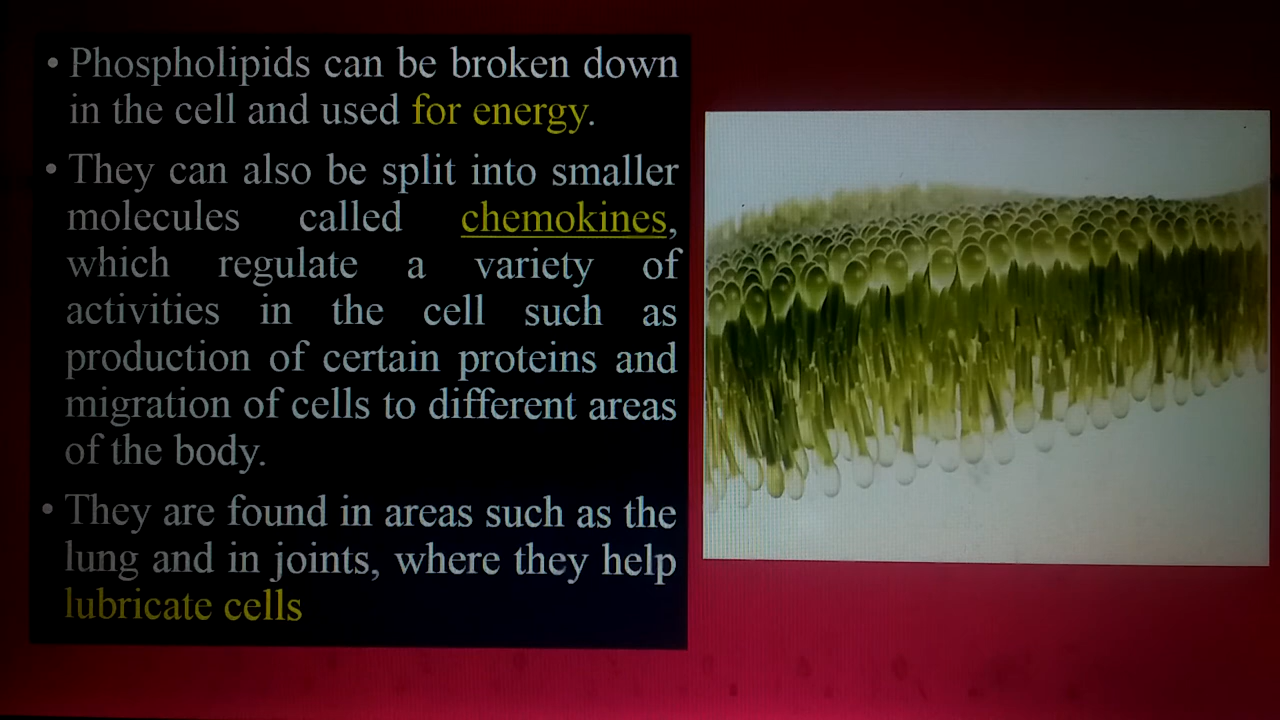 • Phospholipids can be broken down
in the cell and used for energy.
• They can also be split into smaller
molecules called chemokines,
which regulate a variety of
activities in the cell such as
production of certain proteins and
migration of cells to different areas
of the body.
• They are found in areas such as the
lung and in joints, where they help
lubricate cells